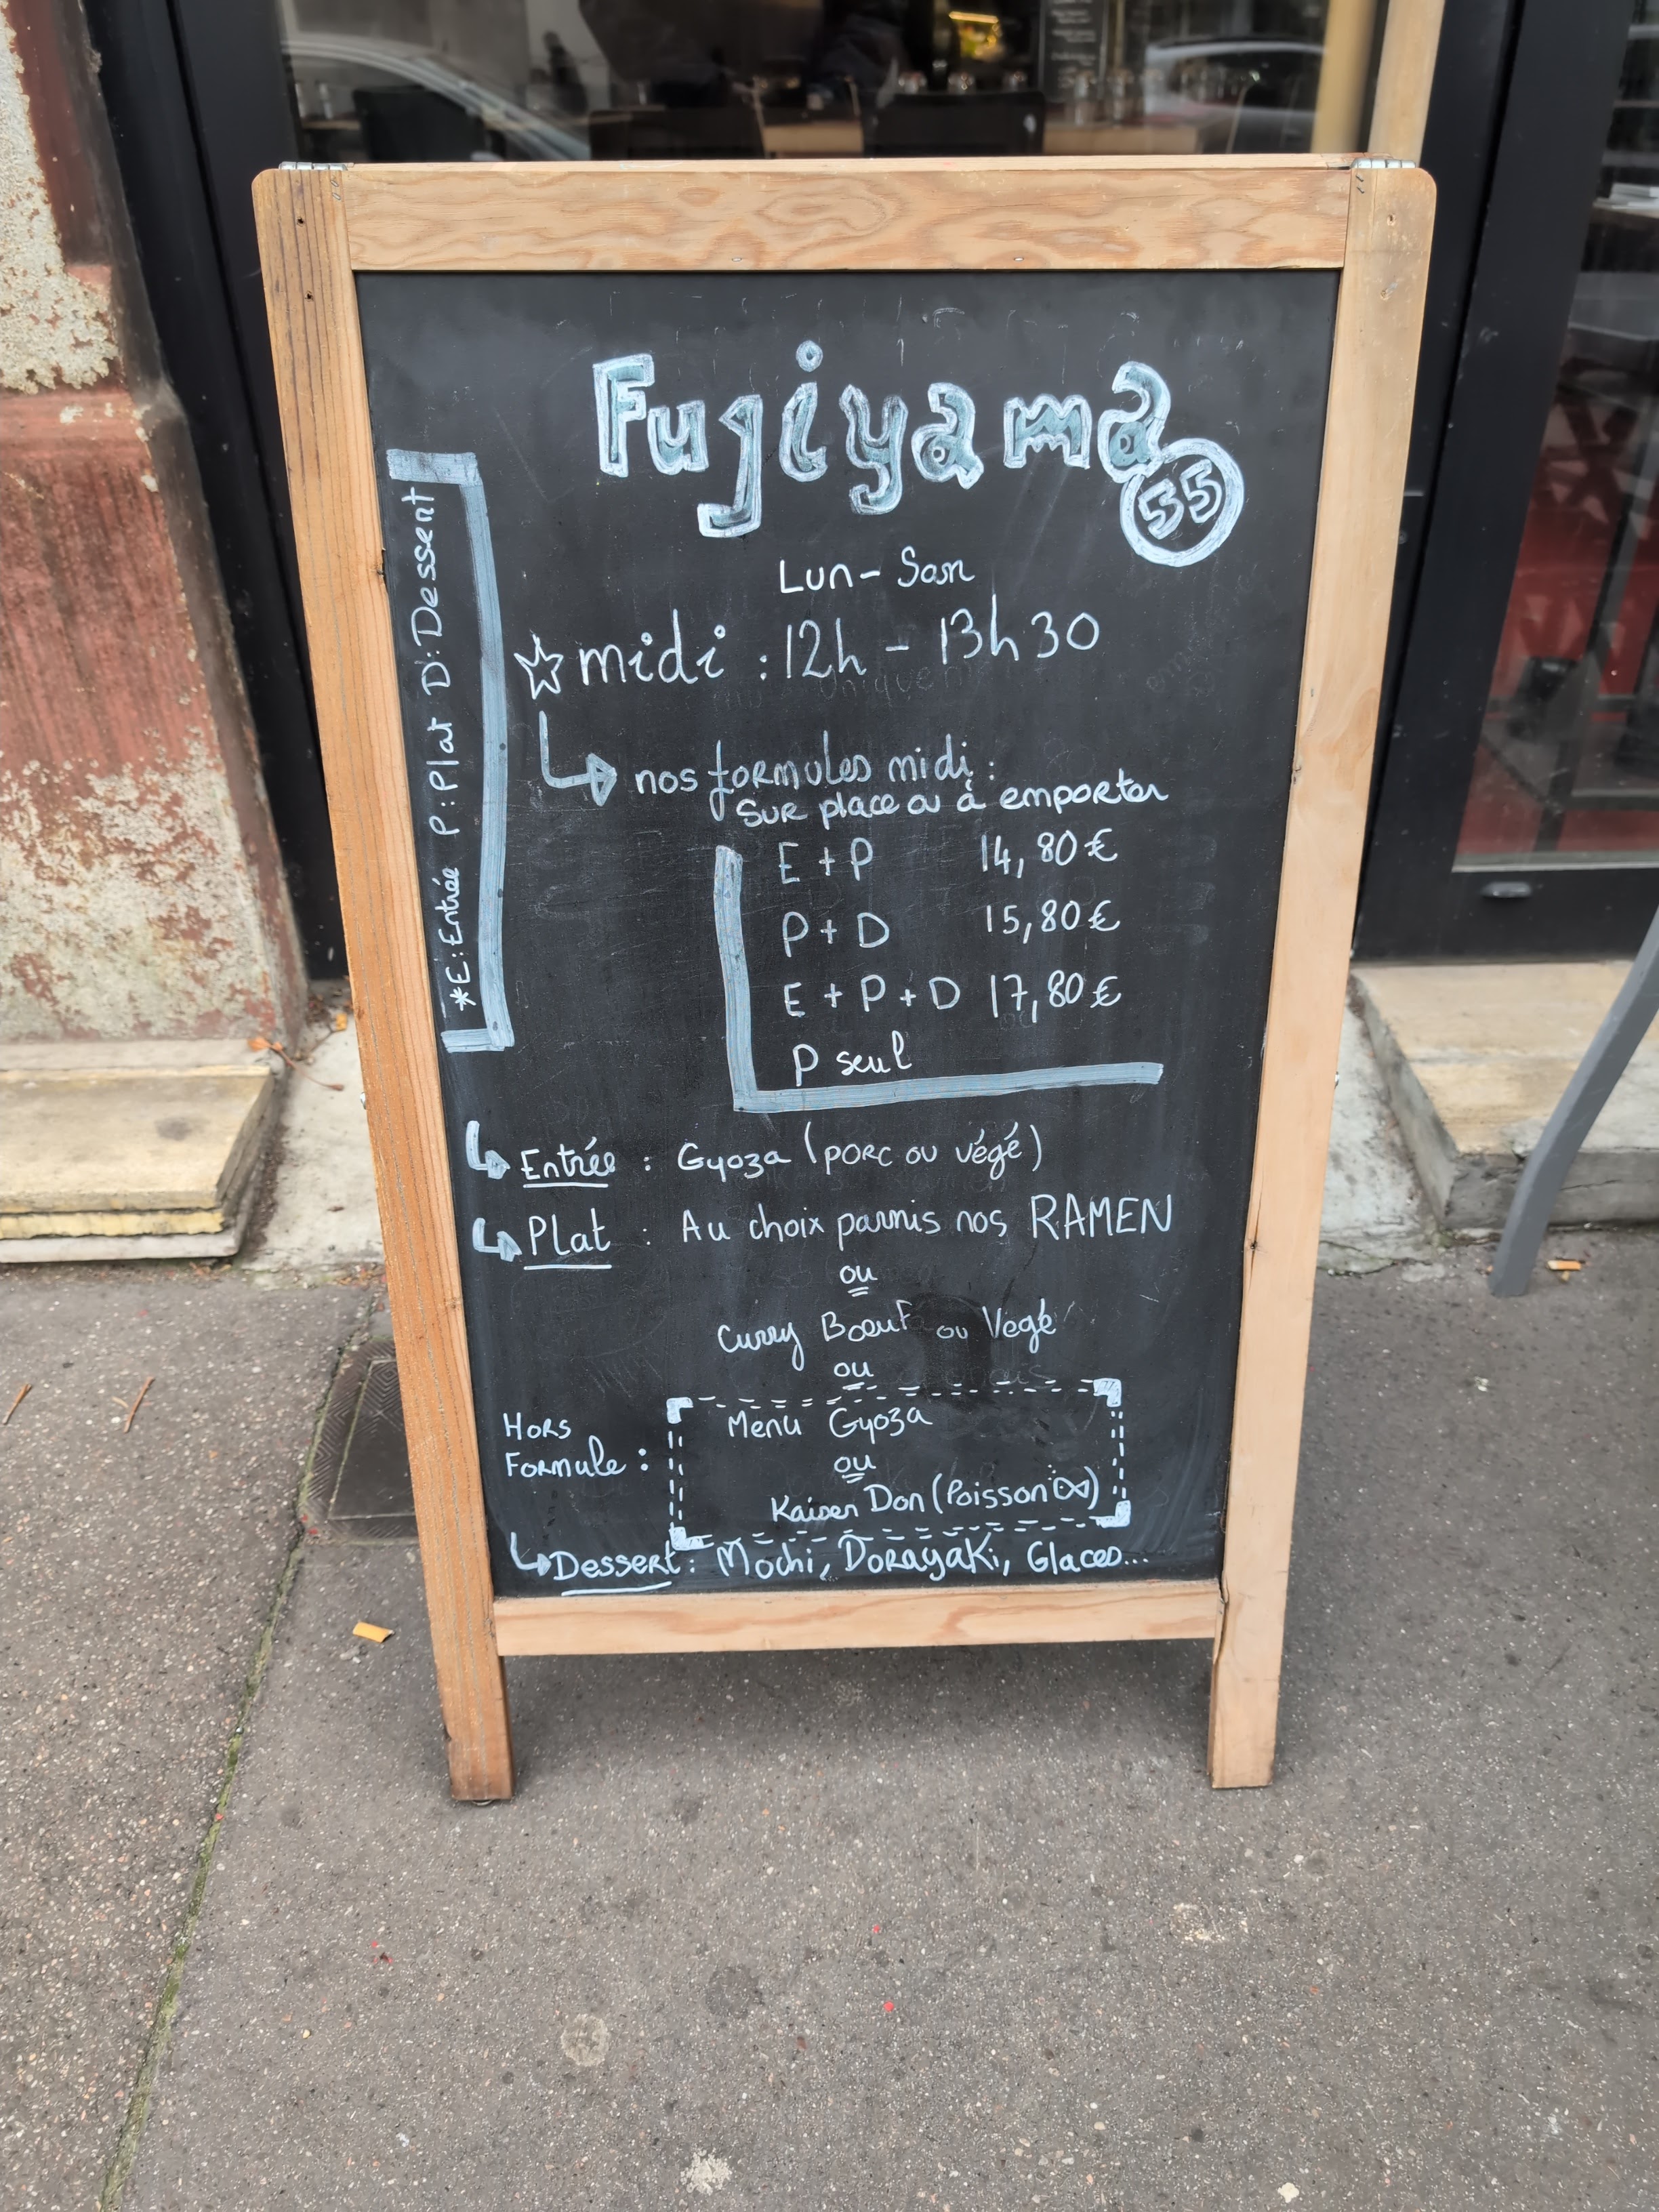 Fujiyama
55
Lun - Sam
midi : 12h - 13h30
*E:Entrée P:Plat D:Dessert
nos formules midi :
Sur place ou à emporter
E + P 14,80€
P + D 15,80€
E + P + D 17,80€
P seul
Entrée : Gyoza (porc ou végé)
Plat : Au choix parmis nos RAMEN
ou
Curry Bœuf ou Végé
ou
Hors Formule :
Menu Gyoza
ou
Kaisen Don (Poisson)
Dessert : Mochi, Dorayaki, Glaces...